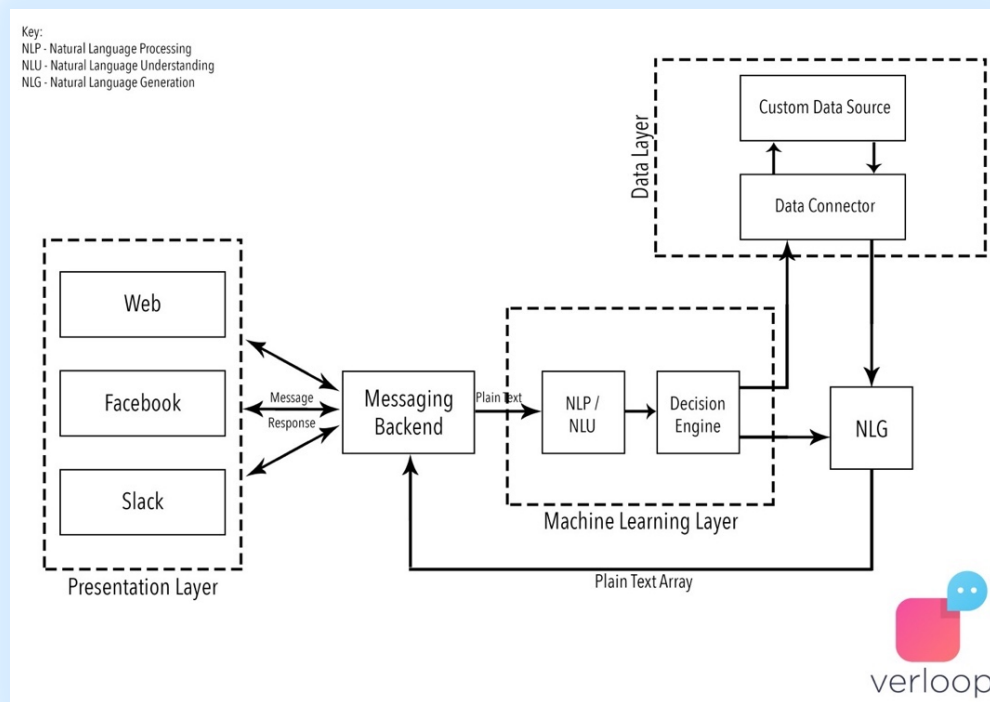 Key:
NLP - Natural Language Processing
NLU - Natural Language Understanding
NLG - Natural Language Generation
Data Layer
Custom Data Source
Data Connector
Web
Facebook
Slack
Presentation Layer
Message
Response
Messaging
Backend
Plain Text
NLP /
NLU
Decision
Engine
Machine Learning Layer
NLG
Plain Text Array
verloop